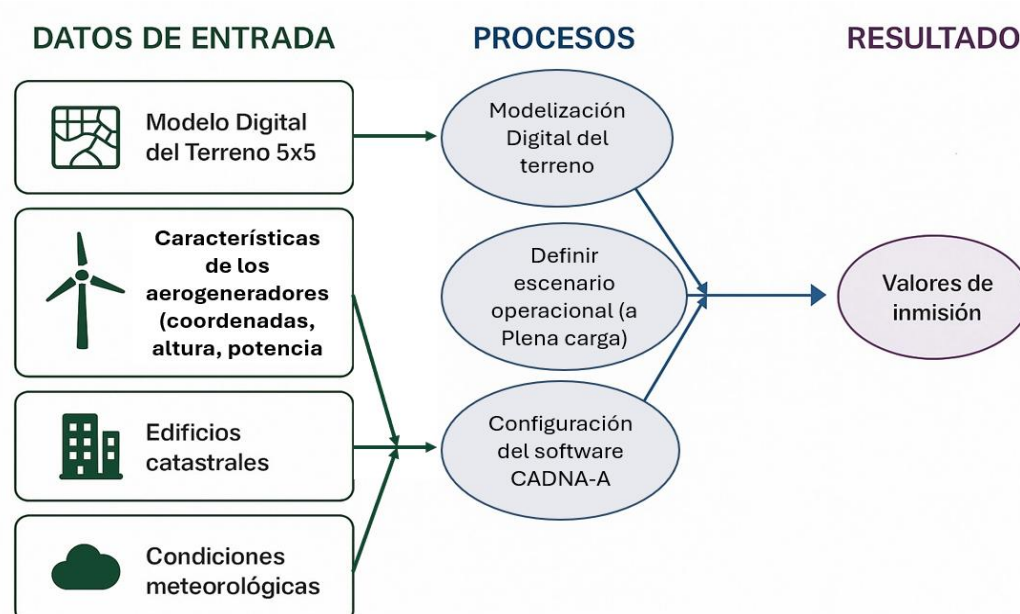 DATOS DE ENTRADA
PROCESOS
RESULTADO
Modelo Digital
del Terreno 5x5
Características
de los
aerogeneradores
(coordenadas,
altura, potencia
Edificios
catastrales
Condiciones
meteorológicas
Modelización
Digital del
terreno
Definir
escenario
operacional (a
Plena carga)
Configuración
del software
CADNA-A
Valores de
inmisión